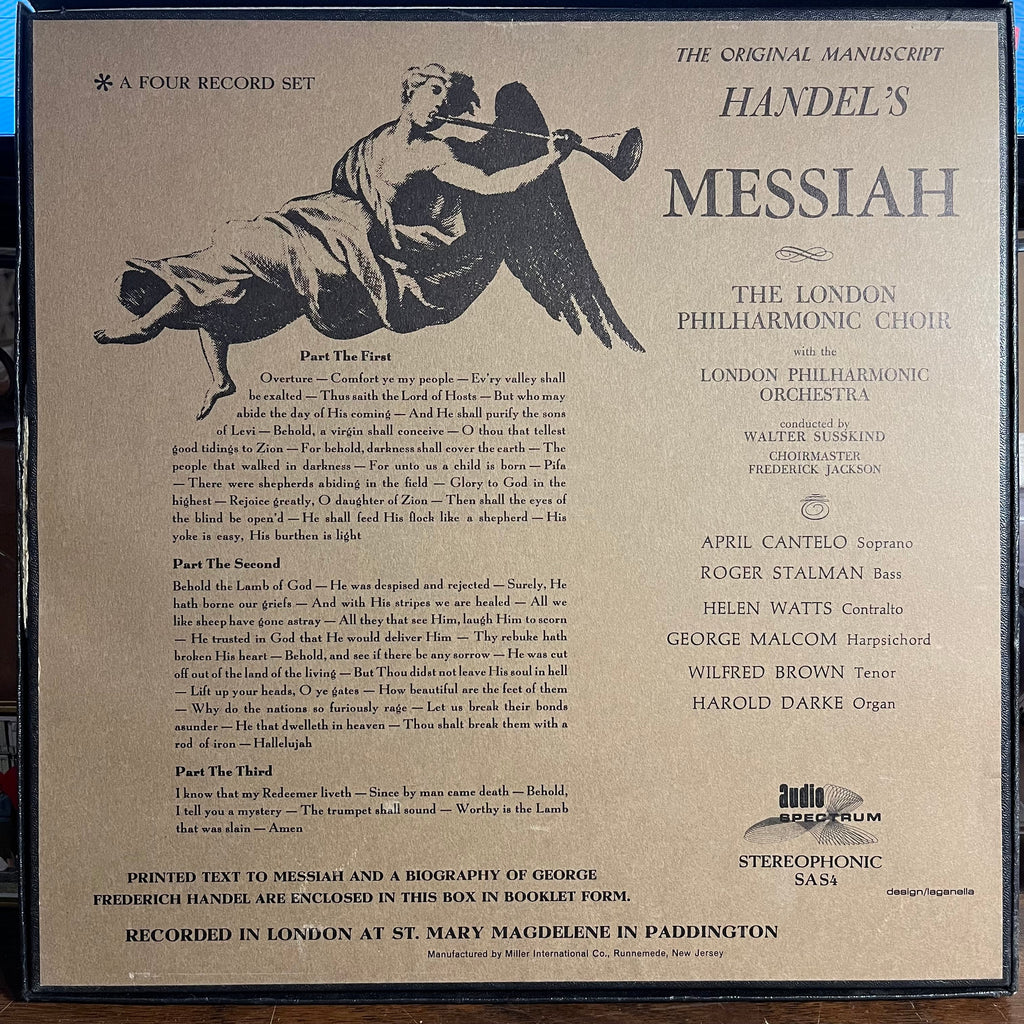 * A FOUR RECORD SET
THE ORIGINAL MANUSCRIPT
HANDEL'S
MESSIAH
THE LONDON
PHILHARMONIC CHOIR
with the
LONDON PHILHARMONIC
ORCHESTRA
conducted by
WALTER SUSSKIND
CHOIRMASTER
FREDERICK JACKSON
APRIL CANTELO Soprano
ROGER STALMAN Bass
HELEN WATTS Contralto
GEORGE MALCOM Harpsichord
WILFRED BROWN Tenor
HAROLD DARKE Organ
Part The First
Overture — Comfort ye my people — Ev'ry valley shall
be exalted — Thus saith the Lord of Hosts — But who may
abide the day of His coming — And He shall purify the sons
of Levi — Behold, a virgin shall conceive — O thou that tellest
good tidings to Zion — For behold, darkness shall cover the earth — The
people that walked in darkness — For unto us a child is born — Pifa
— There were shepherds abiding in the field — Glory to God in the
highest — Rejoice greatly, O daughter of Zion — Then shall the eyes of
the blind be open'd — He shall feed His flock like a shepherd — His
yoke is easy, His burthen is light
Part The Second
Behold the Lamb of God — He was despised and rejected — Surely, He
hath borne our griefs — And with His stripes we are healed — All we
like sheep have gone astray — All they that see Him, laugh Him to scorn
— He trusted in God that He would deliver Him — Thy rebuke hath
broken His heart — Behold, and see if there be any sorrow — He was cut
off out of the land of the living — But Thou didst not leave His soul in hell
— Lift up your heads, O ye gates — How beautiful are the feet of them
— Why do the nations so furiously rage — Let us break their bonds
asunder — He that dwelleth in heaven — Thou shalt break them with a
rod of iron — Hallelujah
Part The Third
I know that my Redeemer liveth — Since by man came death — Behold,
I tell you a mystery — The trumpet shall sound — Worthy is the Lamb
that was slain — Amen
audio
SPECTRUM
STEREOPHONIC
SAS4
design/laganella
PRINTED TEXT TO MESSIAH AND A BIOGRAPHY OF GEORGE
FREDERICH HANDEL ARE ENCLOSED IN THIS BOX IN BOOKLET FORM.
RECORDED IN LONDON AT ST. MARY MAGDELENE IN PADDINGTON
Manufactured by Miller International Co., Runnemede, New Jersey